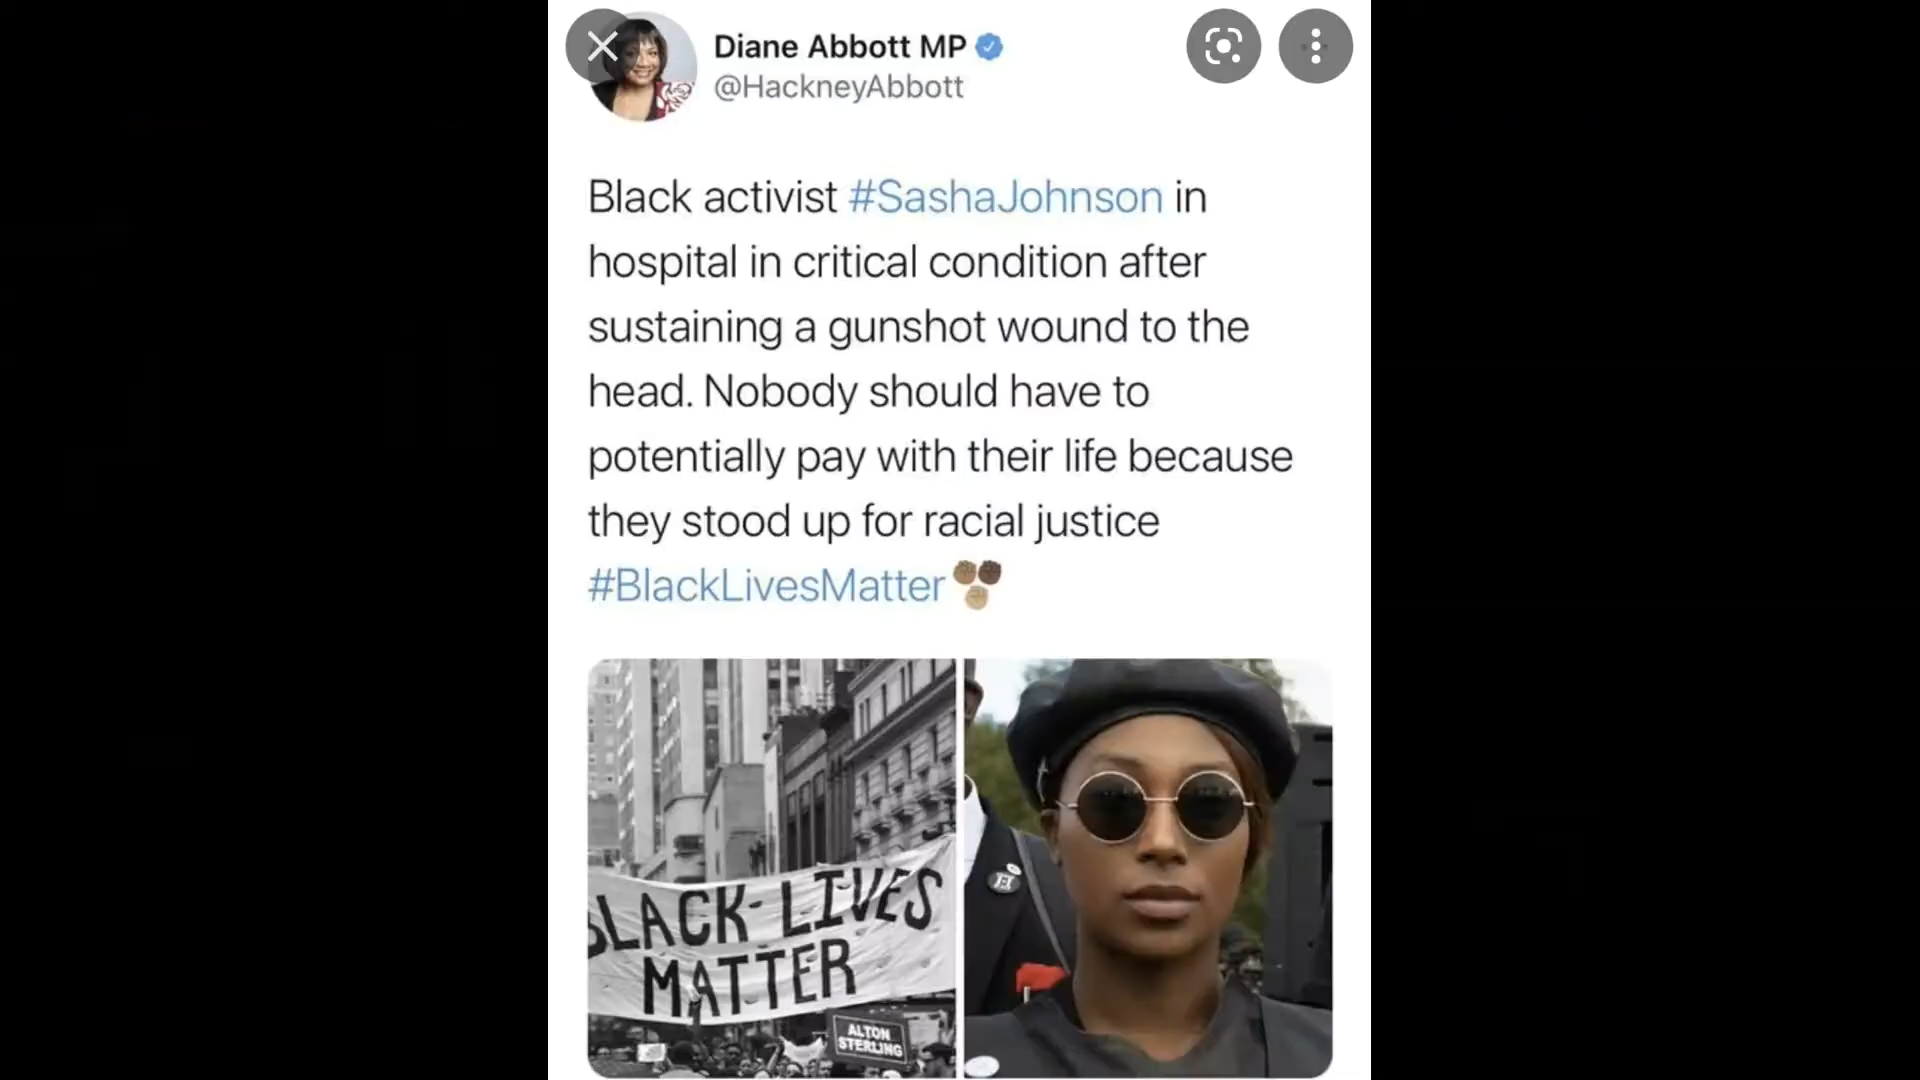 Diane Abbott MP
@HackneyAbbott
Black activist #SashaJohnson in
hospital in critical condition after
sustaining a gunshot wound to the
head. Nobody should have to
potentially pay with their life because
they stood up for racial justice
#BlackLivesMatter✊🏾✊🏿✊🏼
BLACK LIVES
MATTER
ALTON
STERLING